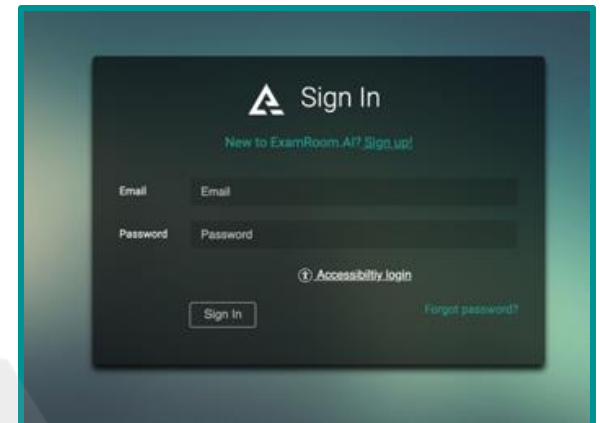 Sign In
New to ExamRoom.AI? Sign up!
Email Email
Password Password
Accessibiltiy login
Sign In Forgot password?